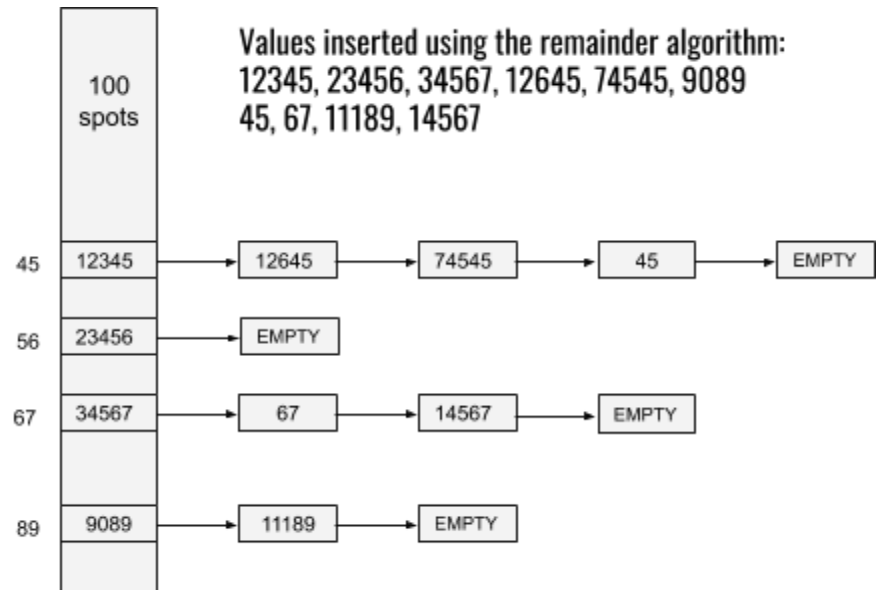 Values inserted using the remainder algorithm:
12345, 23456, 34567, 12645, 74545, 9089
45, 67, 11189, 14567
100
spots
45 12345 12645 74545 45 EMPTY
56 23456 EMPTY
67 34567 67 14567 EMPTY
89 9089 11189 EMPTY